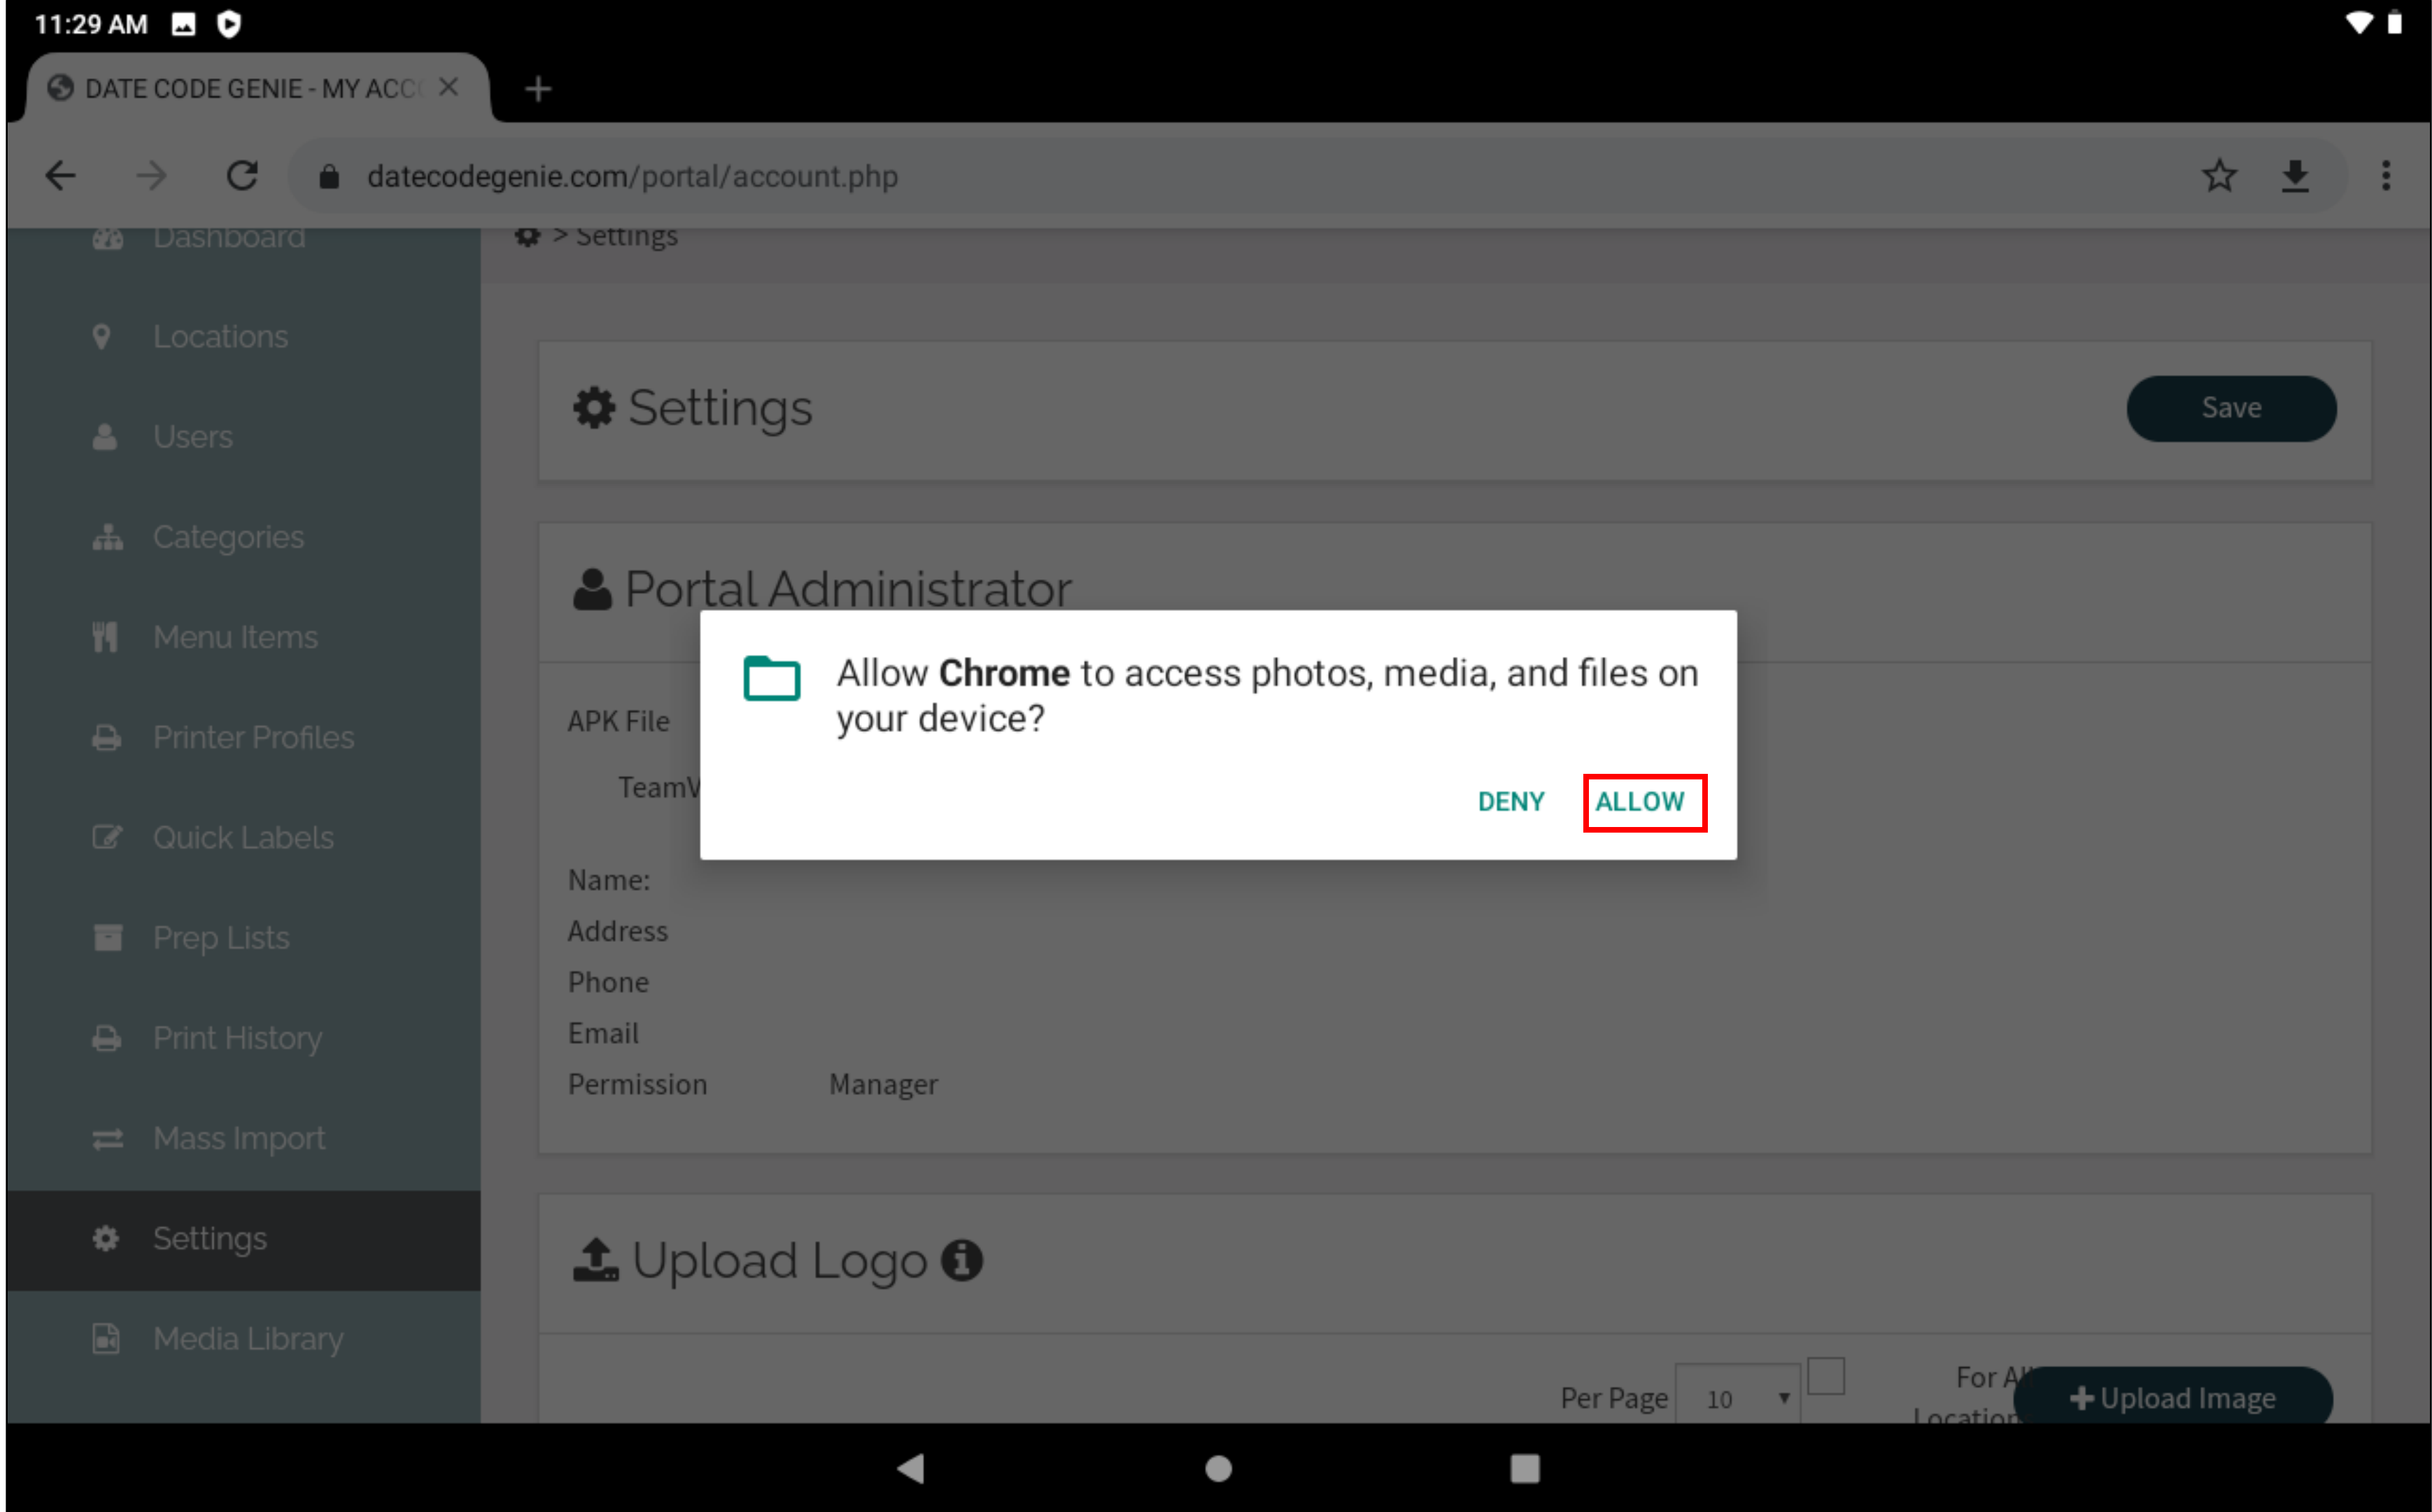 11:29 AM
DATE CODE GENIE - MY ACC
datecodegenie.com/portal/account.php
Dashboard
> Settings
Locations
Users
Categories
Menu Items
Printer Profiles
Quick Labels
Prep Lists
Print History
Mass Import
Settings
Media Library
Settings
Save
Portal Administrator
APK File
TeamV
Allow Chrome to access photos, media, and files on
your device?
DENY ALLOW
Name:
Address
Phone
Email
Permission Manager
Upload Logo
Per Page 10
For All
Location
Upload Image